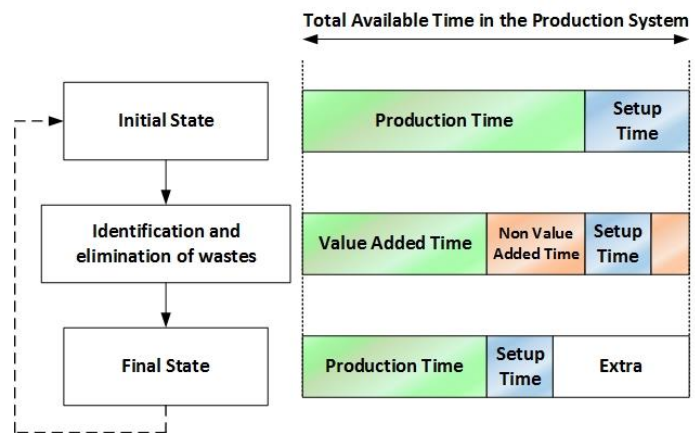 Total Available Time in the Production System
Initial State
Production Time
Setup
Time
Identification and
elimination of wastes
Value Added Time
Non Value
Added Time
Setup
Time
Final State
Production Time
Setup
Time
Extra